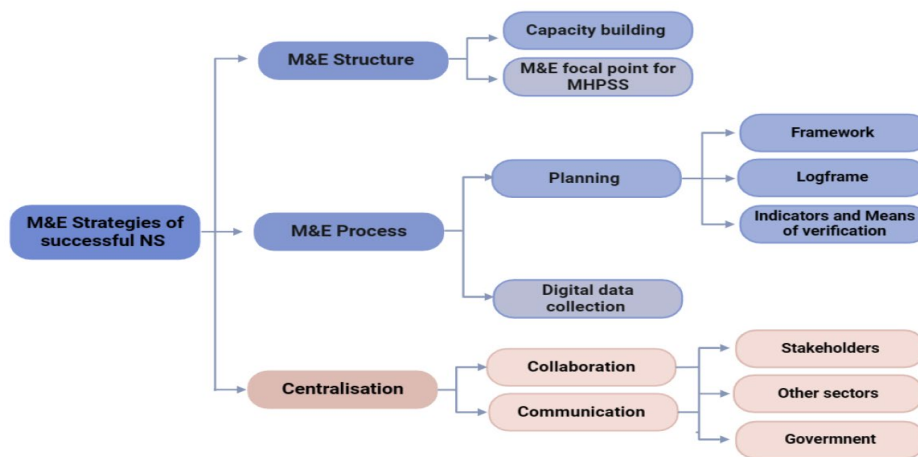 Capacity building
M&E Structure
M&E focal point for
MHPSS
Framework
Planning
Logframe
M&E Strategies of
successful NS
M&E Process
Indicators and Means
of verification
Digital data
collection
Stakeholders
Collaboration
Centralisation
Other sectors
Communication
Govermnent